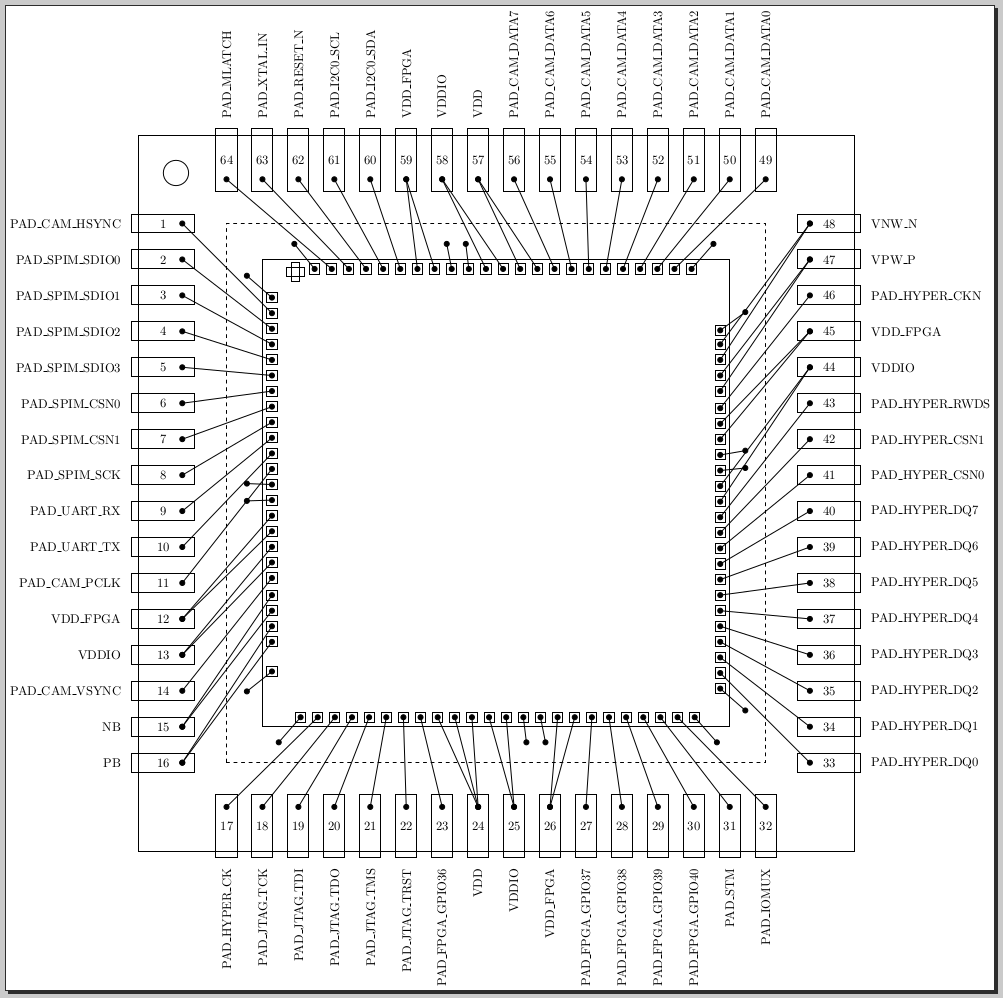 PAD_MLATCH
PAD_XTAL_IN
PAD_RESET_N
PAD_I2C0_SCL
PAD_I2C0_SDA
VDD_FPGA
VDDIO
VDD
PAD_CAM_DATA7
PAD_CAM_DATA6
PAD_CAM_DATA5
PAD_CAM_DATA4
PAD_CAM_DATA3
PAD_CAM_DATA2
PAD_CAM_DATA1
PAD_CAM_DATA0
64 63 62 61 60 59 58 57 56 55 54 53 52 51 50 49
PAD_CAM_HSYNC 1 48 VNW_N
PAD_SPIM_SDIO0 2 47 VPW_P
PAD_SPIM_SDIO1 3 46 PAD_HYPER_CKN
PAD_SPIM_SDIO2 4 45 VDD_FPGA
PAD_SPIM_SDIO3 5 44 VDDIO
PAD_SPIM_CSN0 6 43 PAD_HYPER_RWDS
PAD_SPIM_CSN1 7 42 PAD_HYPER_CSN1
PAD_SPIM_SCK 8 41 PAD_HYPER_CSN0
PAD_UART_RX 9 40 PAD_HYPER_DQ7
PAD_UART_TX 10 39 PAD_HYPER_DQ6
PAD_CAM_PCLK 11 38 PAD_HYPER_DQ5
VDD_FPGA 12 37 PAD_HYPER_DQ4
VDDIO 13 36 PAD_HYPER_DQ3
PAD_CAM_VSYNC 14 35 PAD_HYPER_DQ2
NB 15 34 PAD_HYPER_DQ1
PB 16 33 PAD_HYPER_DQ0
17 18 19 20 21 22 23 24 25 26 27 28 29 30 31 32
PAD_HYPER_CK
PAD_JTAG_TCK
PAD_JTAG_TDI
PAD_JTAG_TDO
PAD_JTAG_TMS
PAD_JTAG_TRST
PAD_FPGA_GPIO36
VDD
VDDIO
VDD_FPGA
PAD_FPGA_GPIO37
PAD_FPGA_GPIO38
PAD_FPGA_GPIO39
PAD_FPGA_GPIO40
PAD_STM
PAD_IOMUX